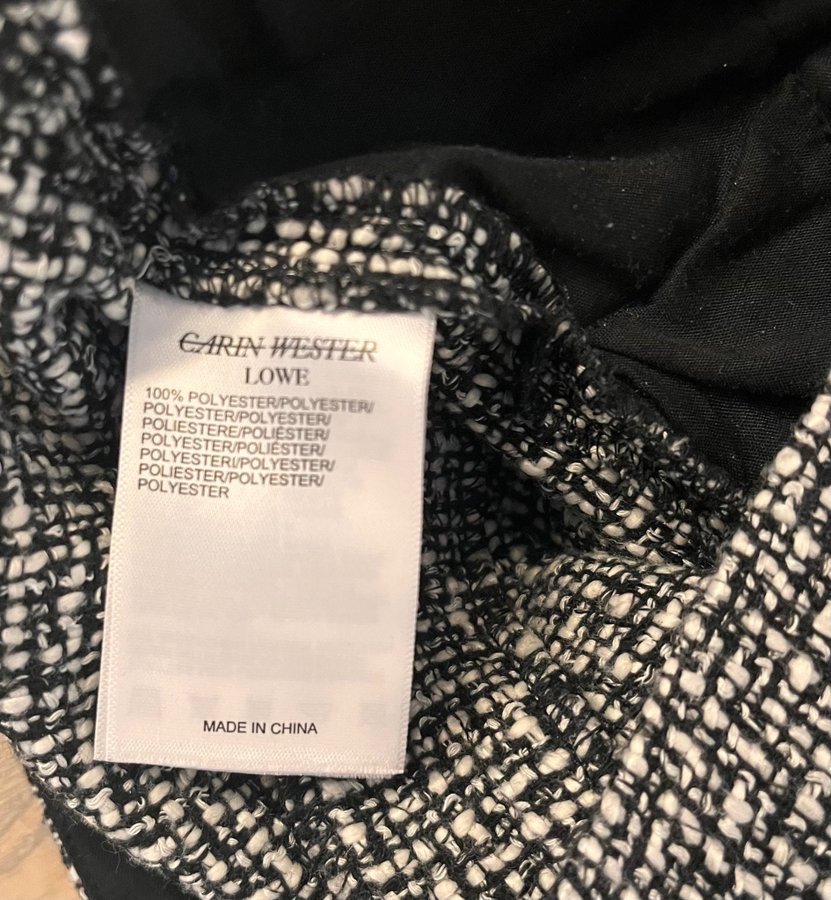 CARIN WESTER
LOWE
100% POLYESTER/POLYESTER/
POLYESTER/POLYESTER/
POLIESTERE/POLIÉSTER/
POLYESTER/POLIÉSTER/
POLYESTERI/POLYESTER/
POLIESTER/POLYESTER/
POLYESTER
MADE IN CHINA